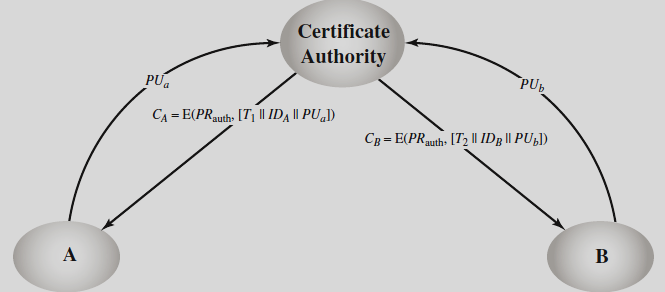 Certificate
Authority
PUa
PUb
CA = E(PRauth, [T1 || IDA || PUa])
CB = E(PRauth, [T2 || IDB || PUb])
A
B